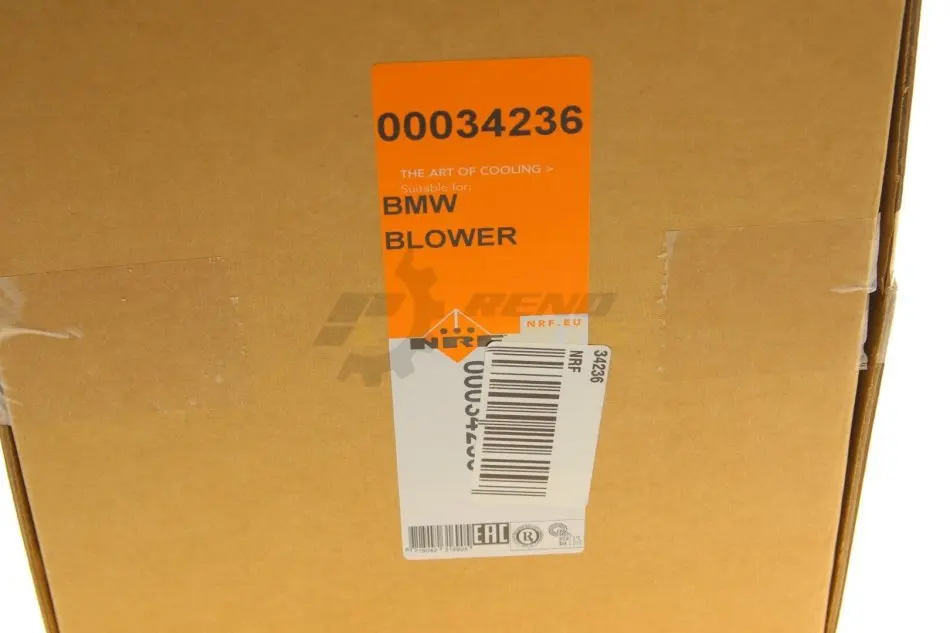 00034236
THE ART OF COOLING >
Suitable for:
BMW
BLOWER
RENO
NRF.EU
NRF
34236
NRF
EAC
R